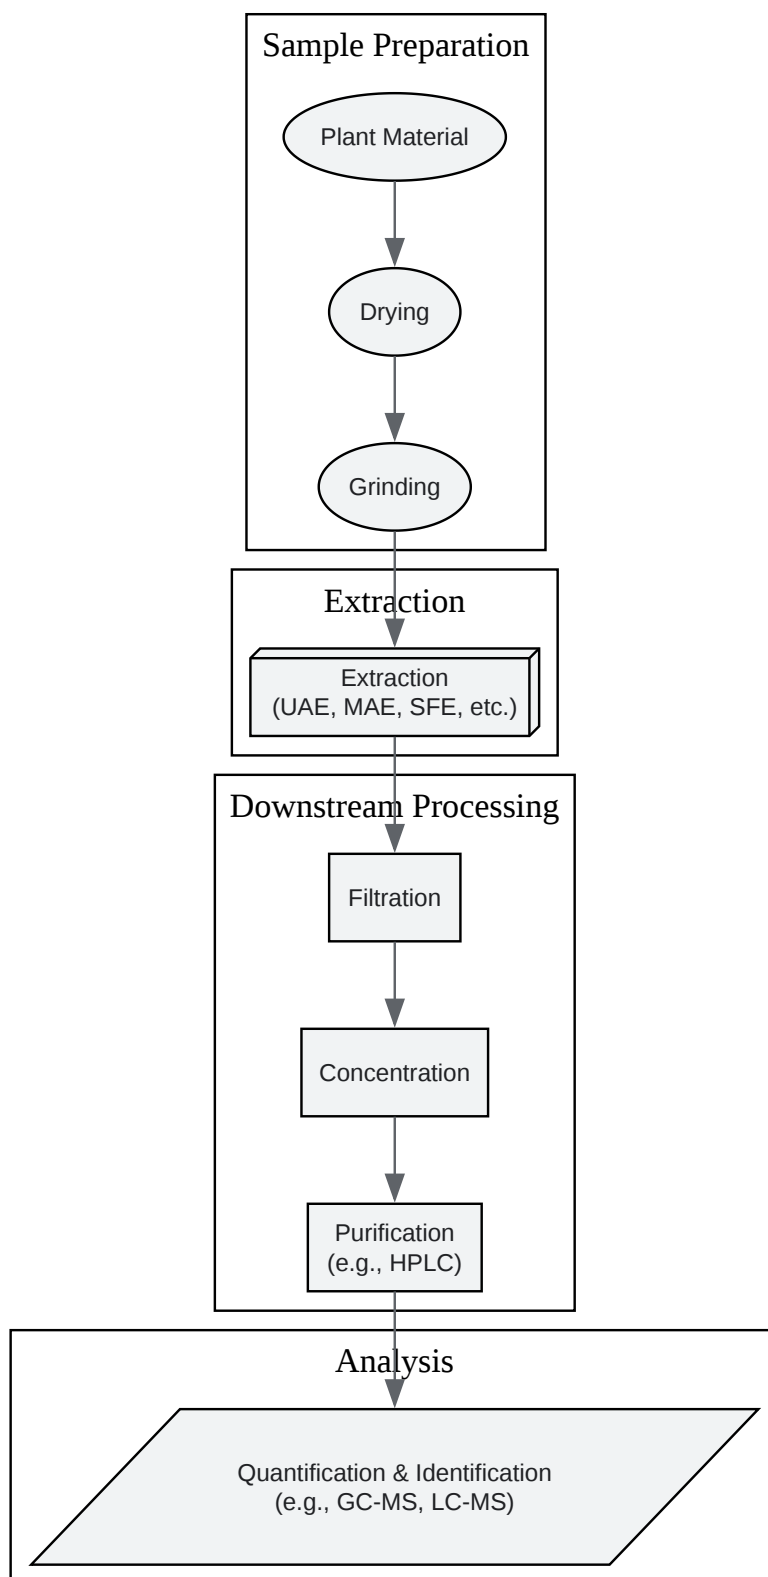 Sample Preparation
Plant Material
Drying
Grinding
Extraction
Extraction
(UAE, MAE, SFE, etc.)
Downstream Processing
Filtration
Concentration
Purification
(e.g., HPLC)
Analysis
Quantification & Identification
(e.g., GC-MS, LC-MS)